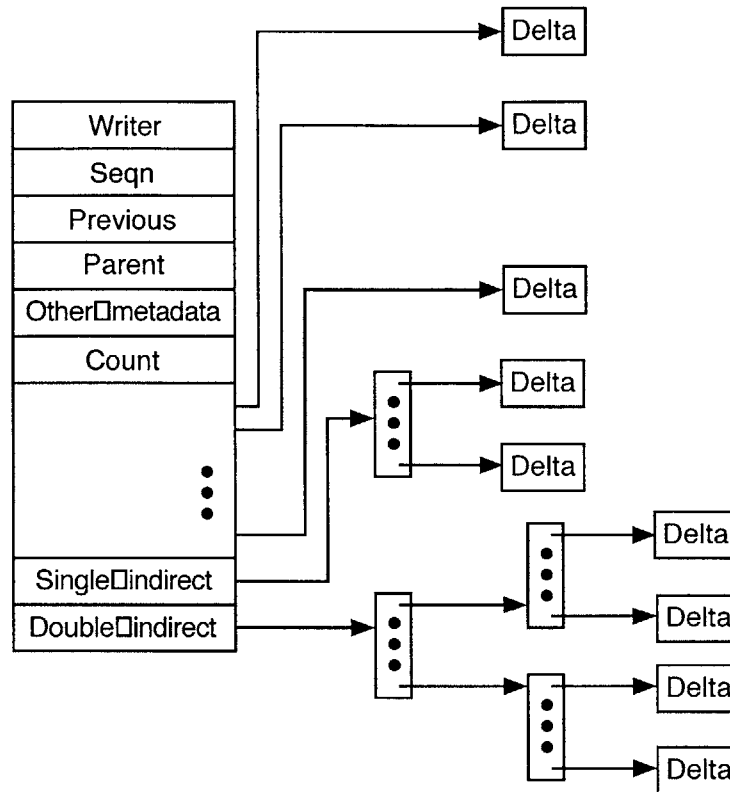 Delta
Delta
Writer
Seqn
Previous
Parent
Other□metadata
Count
Delta
Delta
Delta
Single□indirect
Double□indirect
Delta
Delta
Delta
Delta